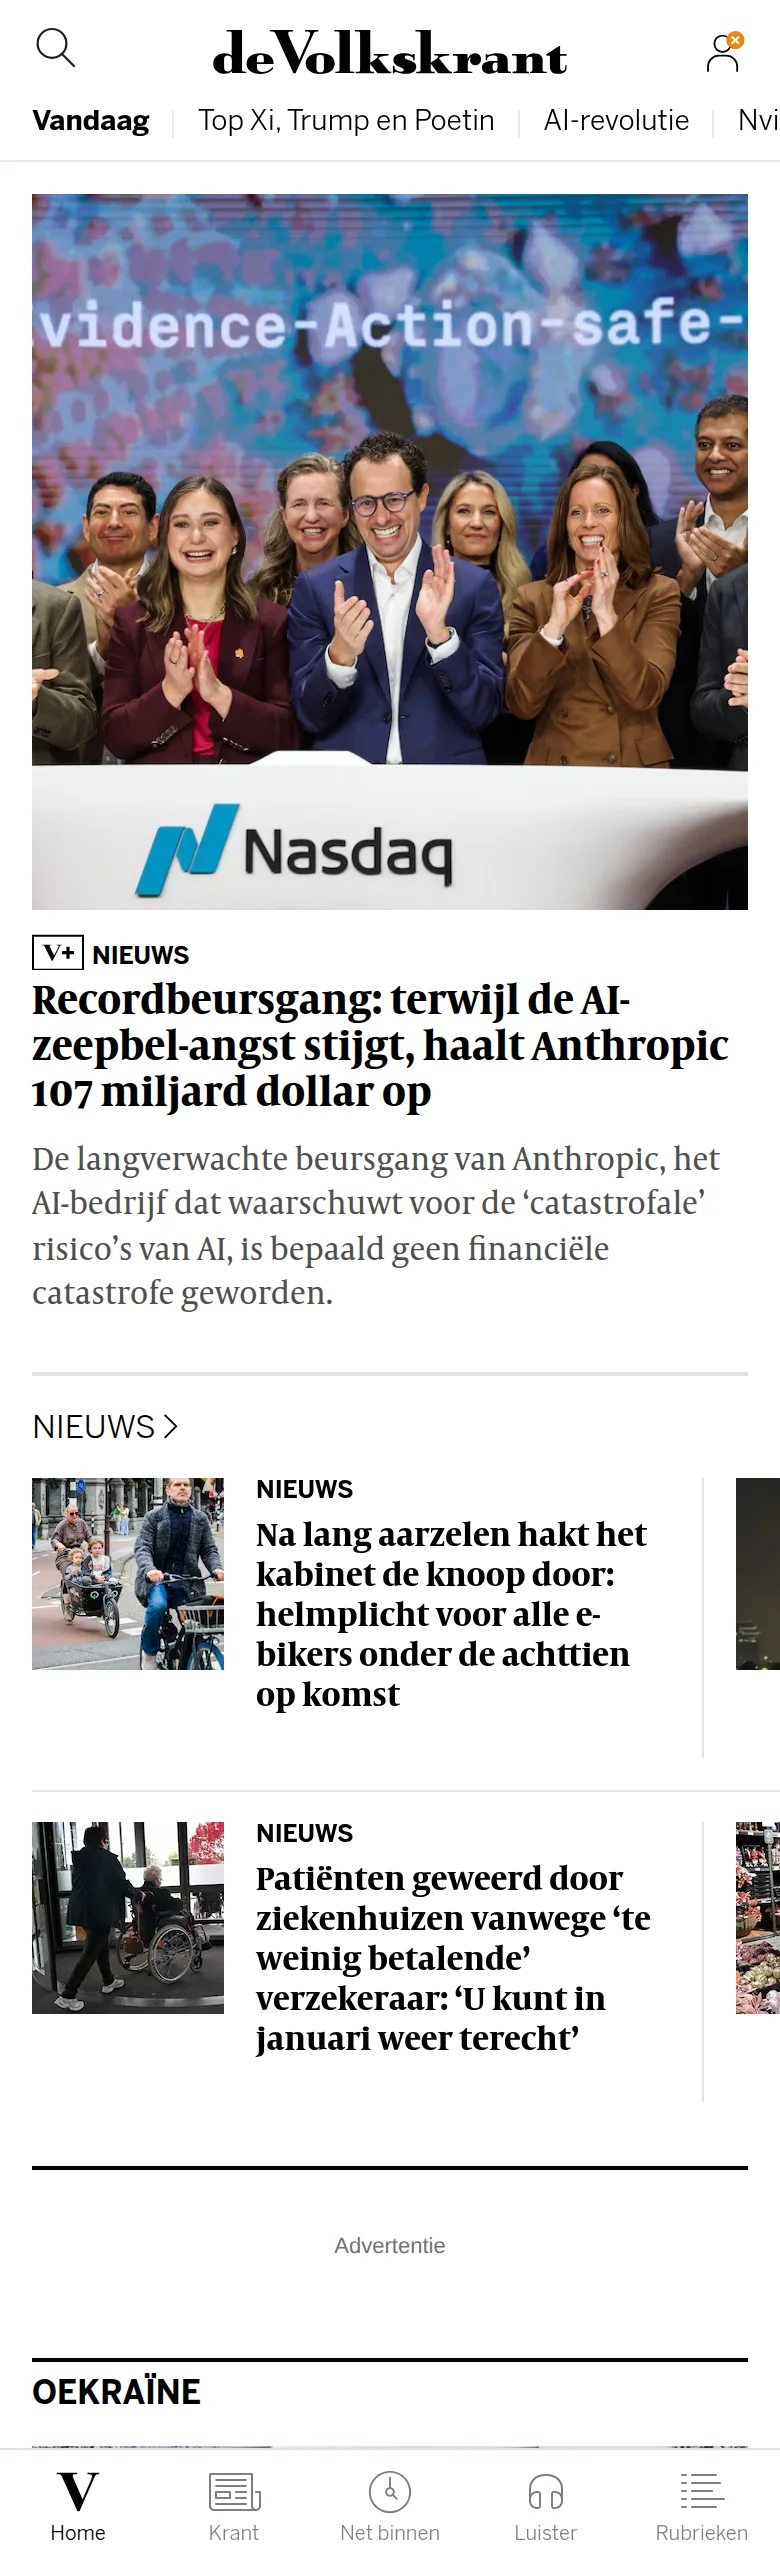 deVolkskrant
Vandaag
Top Xi, Trump en Poetin
AI-revolutie
Nvi
vidence-Action-safe-
Nasdaq
V+ NIEUWS
Recordbeursgang: terwijl de AI-
zeepbel-angst stijgt, haalt Anthropic
107 miljard dollar op
De langverwachte beursgang van Anthropic, het
AI-bedrijf dat waarschuwt voor de ‘catastrofale’
risico’s van AI, is bepaald geen financiële
catastrofe geworden.
NIEUWS
NIEUWS
Na lang aarzelen hakt het
kabinet de knoop door:
helmplicht voor alle e-
bikers onder de achttien
op komst
NIEUWS
Patiënten geweerd door
ziekenhuizen vanwege ‘te
weinig betalende’
verzekeraar: ‘U kunt in
januari weer terecht’
Advertentie
OEKRAÏNE
V
Home
Krant
Net binnen
Luister
Rubrieken